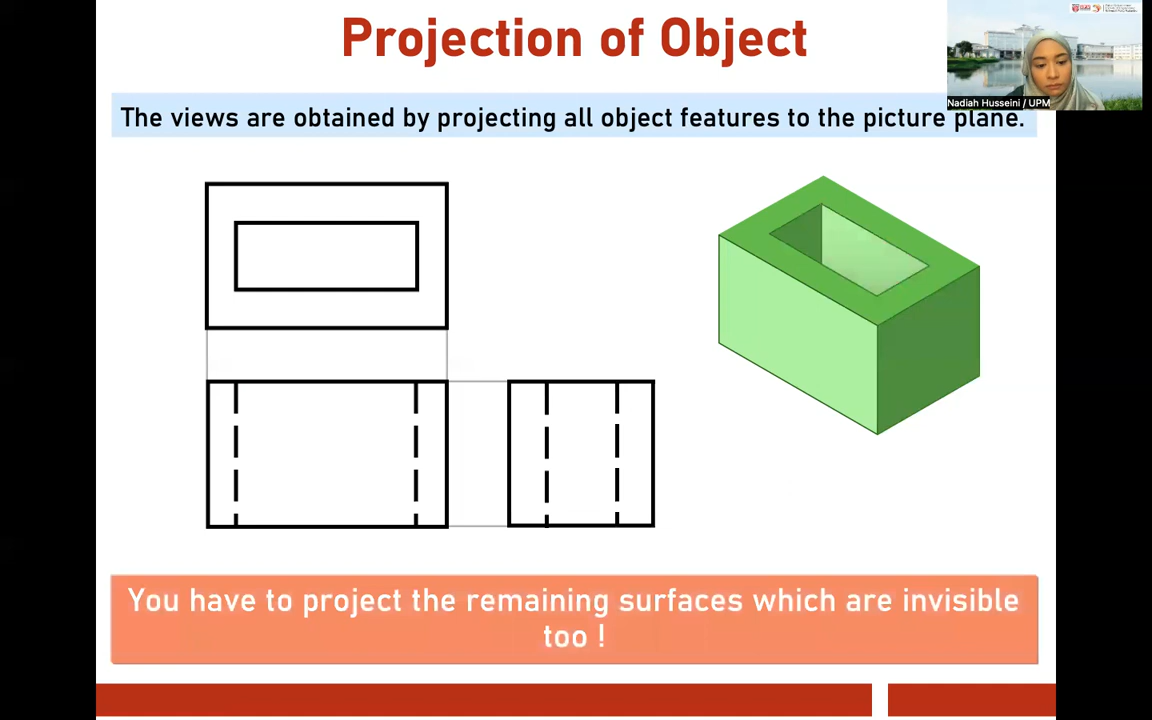 Projection of Object
Nadiah Husseini / UPM
The views are obtained by projecting all object features to the picture plane.
You have to project the remaining surfaces which are invisible
too !